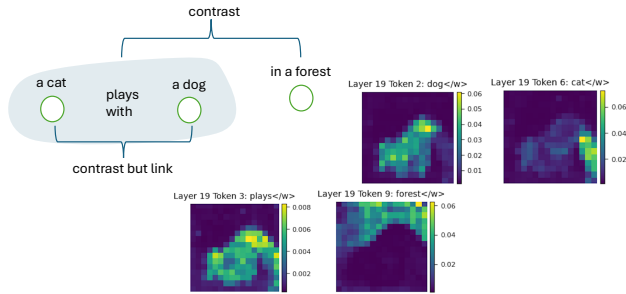 contrast
a cat
plays
with
a dog
in a forest
contrast but link
Layer 19 Token 2: dog</w>
0.06
0.05
0.04
0.03
0.02
0.01
Layer 19 Token 6: cat</w>
0.06
0.04
0.02
Layer 19 Token 3: plays</w>
0.008
0.006
0.004
0.002
Layer 19 Token 9: forest</w>
0.06
0.04
0.02